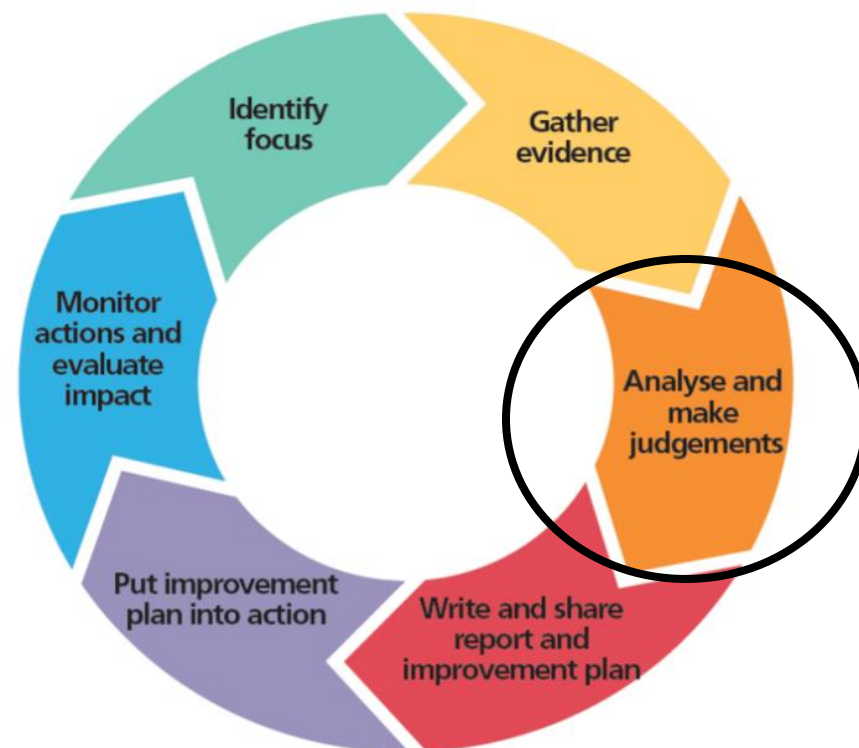 Identify
focus
Gather
evidence
Analyse and
make
judgements
Write and share
report and
improvement plan
Put improvement
plan into action
Monitor
actions and
evaluate
impact